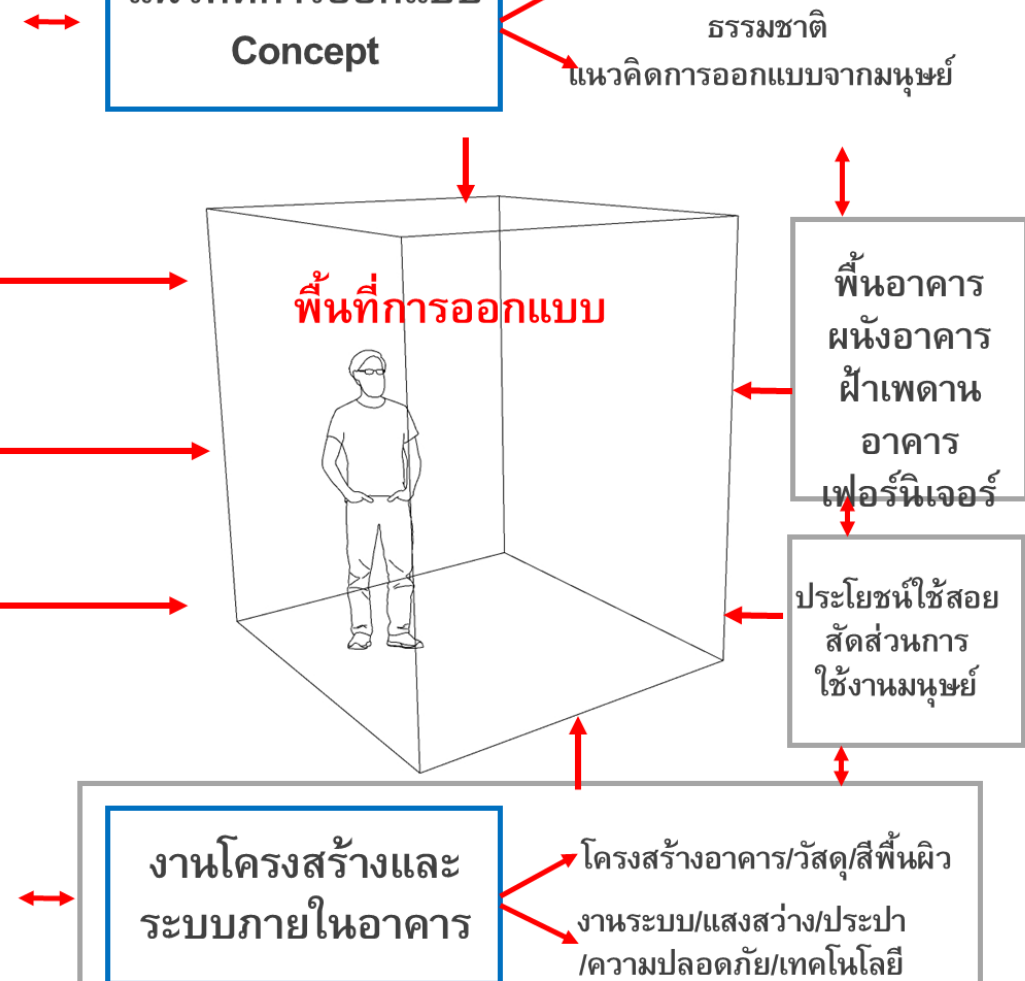 Concept
ธรรมชาติ
แนวคิดการออกแบบจากมนุษย์
พื้นที่การออกแบบ
พื้นอาคาร
ผนังอาคาร
ฝ้าเพดาน
อาคาร
เฟอร์นิเจอร์
ประโยชน์ใช้สอย
สัดส่วนการ
ใช้งานมนุษย์
งานโครงสร้างและ
ระบบภายในอาคาร
โครงสร้างอาคาร/วัสดุ/สีพื้นผิว
งานระบบ/แสงสว่าง/ประปา
/ความปลอดภัย/เทคโนโลยี